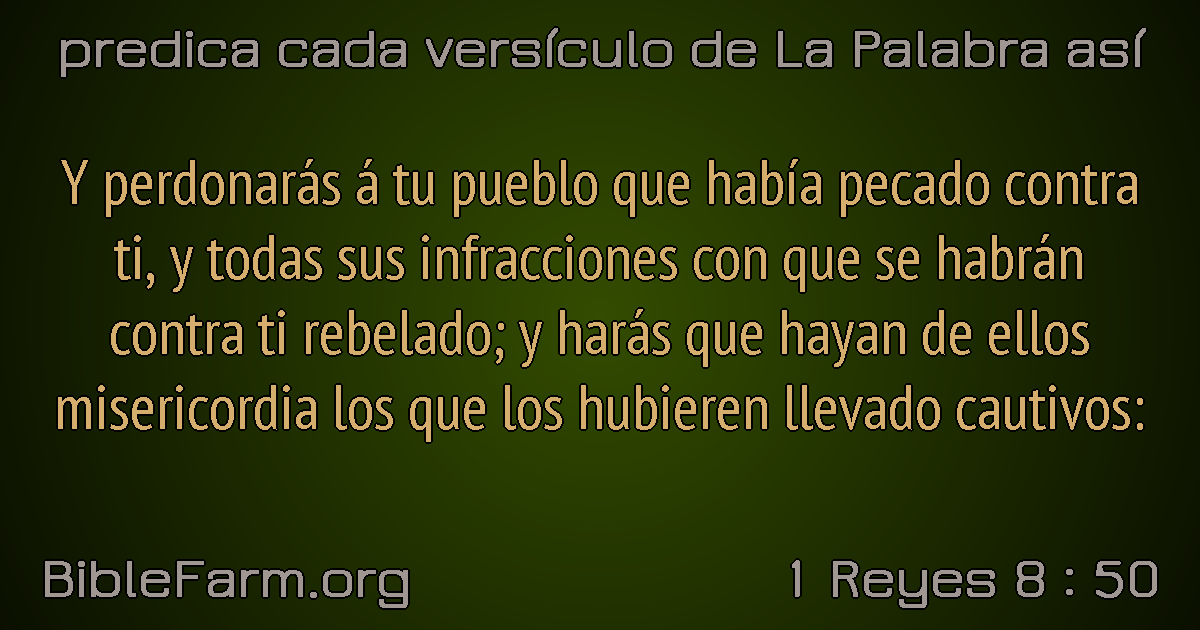 predica cada versículo de La Palabra así
Y perdonarás á tu pueblo que había pecado contra
ti, y todas sus infracciones con que se habrán
contra ti rebelado; y harás que hayan de ellos
misericordia los que los hubieren llevado cautivos:
BibleFarm.org
1 Reyes 8 : 50